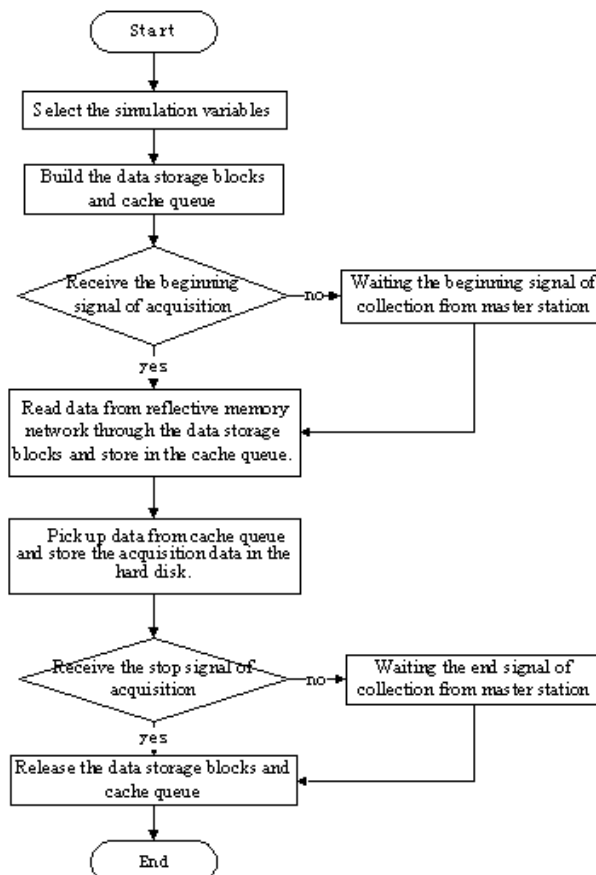 Start
Select the simulation variables
Build the data storage blocks
and cache queue
Receive the beginning
signal of acquisition
no
Waiting the beginning signal of
collection from master station
yes
Read data from reflective memory
network through the data storage
blocks and store in the cache queue.
Pick up data from cache queue
and store the acquisition data in the
hard disk.
Receive the stop signal of
acquisition
no
Waiting the end signal of
collection from master station
yes
Release the data storage blocks and
cache queue
End